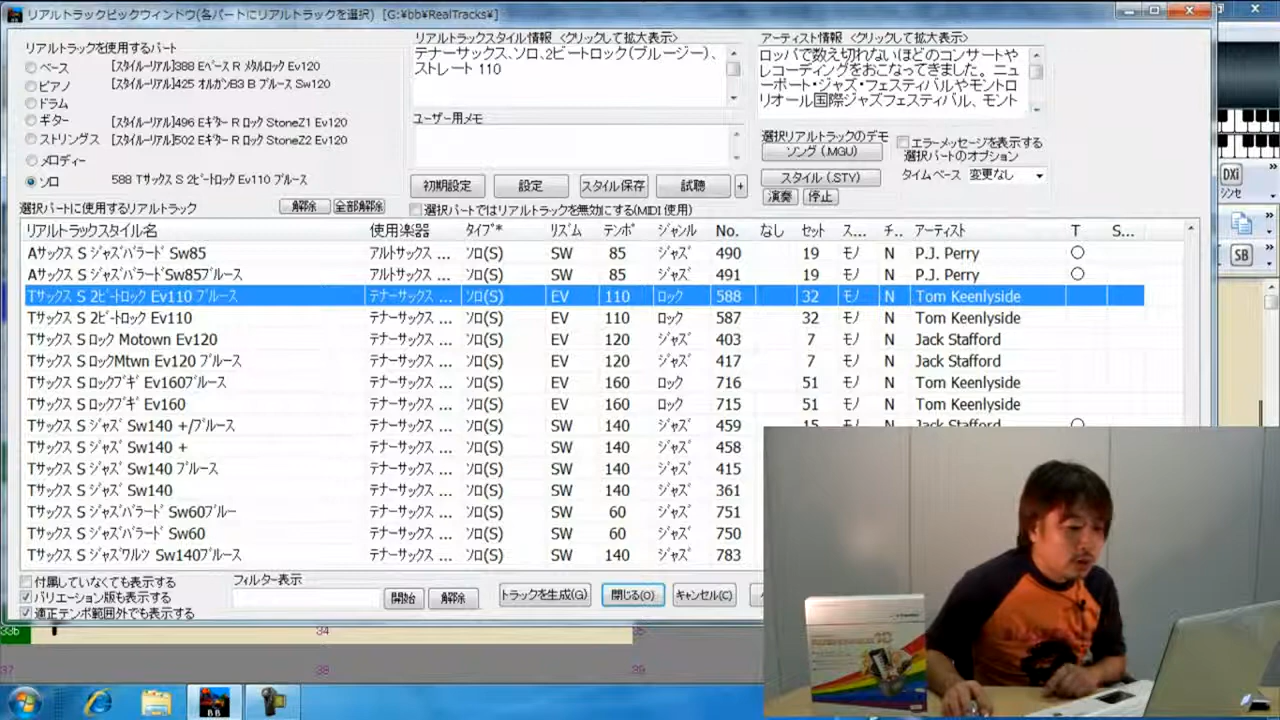 リアルトラックピックウィンドウ(各パートにリアルトラックを選択) [G:¥bb¥RealTracks¥]
リアルトラックを使用するパート
ベース [スタイルーリアル]388 Eベース R メタルロック Ev120
ピアノ [スタイルーリアル]425 オルガンB3 B ブルース Sw120
ドラム
ギター [スタイルーリアル]496 Eギター R ロック StoneZ1 Ev120
ストリングス [スタイルーリアル]502 Eギター R ロック StoneZ2 Ev120
メロディー
ソロ 588 Tサックス S 2ビートロック Ev110 ブルース
選択パートに使用するリアルトラック 解除 全部解除
リアルトラックスタイル情報 <クリックして拡大表示>
テナーサックス、ソロ、2ビートロック(ブルージー)、
ストレート 110
ユーザー用メモ
初期設定 設定 スタイル保存 試聴 +
選択パートではリアルトラックを無効にする(MIDI 使用)
アーティスト情報 <クリックして拡大表示>
ロッパで数え切れないほどのコンサートや
レコーディングをおこなってきました。ニュ
ーポート・ジャズ・フェスティバルやモントロ
リオール国際ジャズフェスティバル、モント
選択リアルトラックのデモ
ソング (.MGU)
スタイル (.STY)
演奏 停止
エラーメッセージを表示する
選択パートのオプション
タイムベース 変更なし
リアルトラックスタイル名 使用楽器 タイプ* リズム テンポ ジャンル No. なし セット ス... チ.. アーティスト T S...
Aサックス S ジャズバラード Sw85 アルトサックス ... ソロ(S) SW 85 ジャズ 490 19 モノ N P.J. Perry ○
Aサックス S ジャズバラードSw85ブルース アルトサックス ... ソロ(S) SW 85 ジャズ 491 19 モノ N P.J. Perry ○
Tサックス S 2ビートロック Ev110 ブルース テナーサックス ... ソロ(S) EV 110 ロック 588 32 モノ N Tom Keenlyside
Tサックス S 2ビートロック Ev110 テナーサックス ... ソロ(S) EV 110 ロック 587 32 モノ N Tom Keenlyside
Tサックス S ロック Motown Ev120 テナーサックス ... ソロ(S) EV 120 ジャズ 403 7 モノ N Jack Stafford
Tサックス S ロックMtwn Ev120 ブルース テナーサックス ... ソロ(S) EV 120 ジャズ 417 7 モノ N Jack Stafford
Tサックス S ロックブギ Ev160ブルース テナーサックス ... ソロ(S) EV 160 ロック 716 51 モノ N Tom Keenlyside
Tサックス S ロックブギ Ev160 テナーサックス ... ソロ(S) EV 160 ロック 715 51 モノ N Tom Keenlyside
Tサックス S ジャズ Sw140 +/ブルース テナーサックス ... ソロ(S) SW 140 ジャズ 459 15 モノ N Jack Stafford ○
Tサックス S ジャズ Sw140 + テナーサックス ... ソロ(S) SW 140 ジャズ 458
Tサックス S ジャズ Sw140 ブルース テナーサックス ... ソロ(S) SW 140 ジャズ 415
Tサックス S ジャズ Sw140 テナーサックス ... ソロ(S) SW 140 ジャズ 361
Tサックス S ジャズバラード Sw60ブルー テナーサックス ... ソロ(S) SW 60 ジャズ 751
Tサックス S ジャズバラード Sw60 テナーサックス ... ソロ(S) SW 60 ジャズ 750
Tサックス S ジャズワルツ Sw140ブルース テナーサックス ... ソロ(S) SW 140 ジャズ 783
付属していなくても表示する
バリエーション版も表示する
適正テンポ範囲外でも表示する
フィルター表示
開始 解除 トラックを生成(G) 閉じる(O) キャンセル(C)
DXi
シンセ
SB
33b 34 35
37 38 39
BB